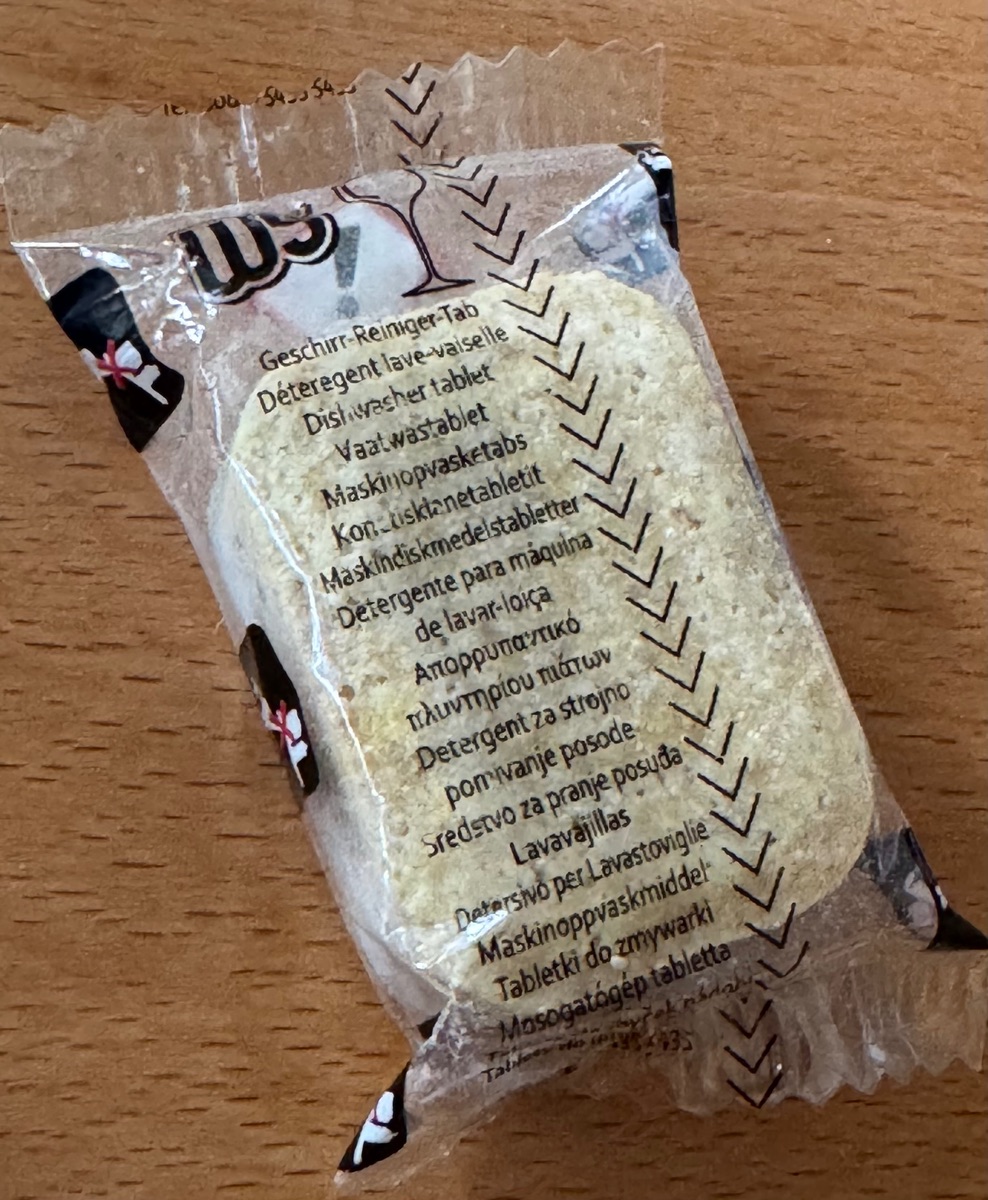 ws
Geschirr-Reiniger-Tab
Déteregent lave-vaiselle
Dishwasher tablet
Vaatwastablet
Maskinopvasketabs
Maskindiskmedelstabletter
Detergente para máquina
de lavar-loiça
Απορρυπαντικό
πλυντηρίου πιάτων
Detergent za strojno
pomivanje posode
Sredstvo za pranje posuđa
Lavavajillas
Detersivo per Lavastoviglie
Maskinoppvaskmiddel
Tabletki do zmywarki
Mosogatógép tabletta